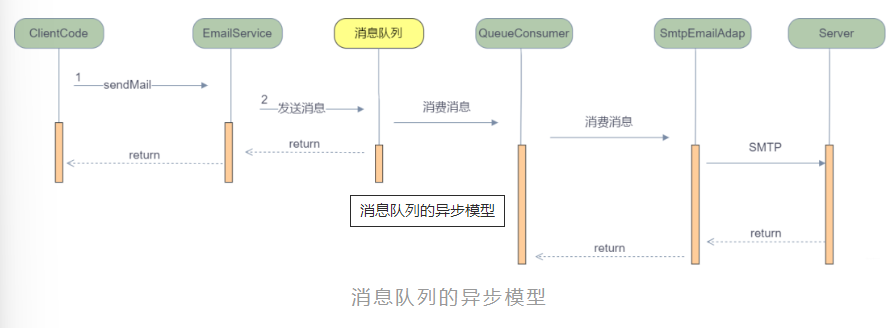 ClientCode
EmailService
消息队列
QueueConsumer
SmtpEmailAdap
Server
1
sendMail
2
发送消息
消费消息
消费消息
SMTP
return
return
return
return
消息队列的异步模型
消息队列的异步模型